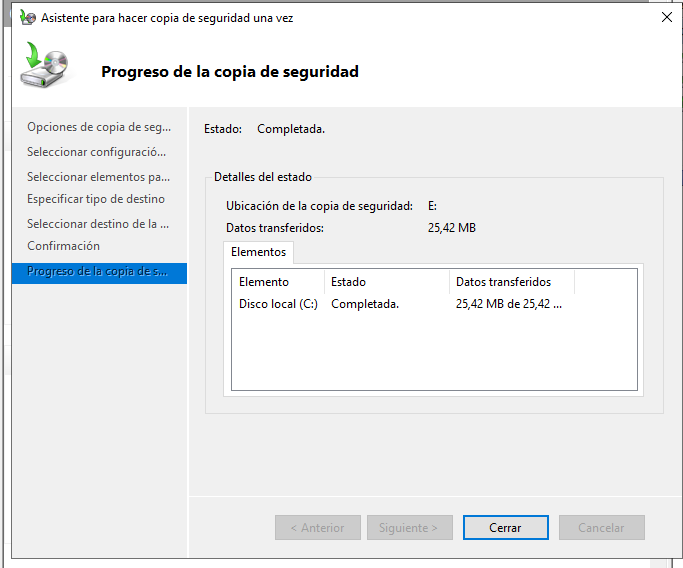 Asistente para hacer copia de seguridad una vez
Progreso de la copia de seguridad
Opciones de copia de seg...
Seleccionar configuració...
Seleccionar elementos pa...
Especificar tipo de destino
Seleccionar destino de la ...
Confirmación
Progreso de la copia de s...
Estado: Completada.
Detalles del estado
Ubicación de la copia de seguridad: E:
Datos transferidos: 25,42 MB
Elementos
Elemento Estado Datos transferidos
Disco local (C:) Completada. 25,42 MB de 25,42 ...
< Anterior Siguiente > Cerrar Cancelar